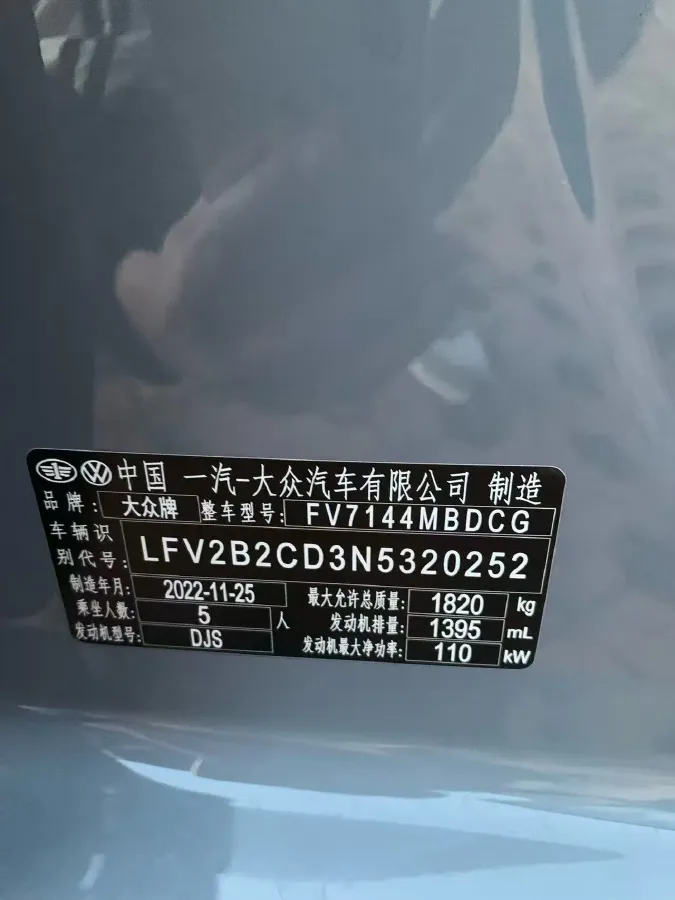 中国 一汽-大众汽车有限公司 制造
品牌: 大众牌 整车型号: FV7144MBDCG
车辆识别代号: LFV2B2CD3N5320252
制造年月: 2022-11-25 最大允许总质量: 1820 kg
乘坐人数: 5 人 发动机排量: 1395 mL
发动机型号: DJS 发动机最大净功率: 110 kW